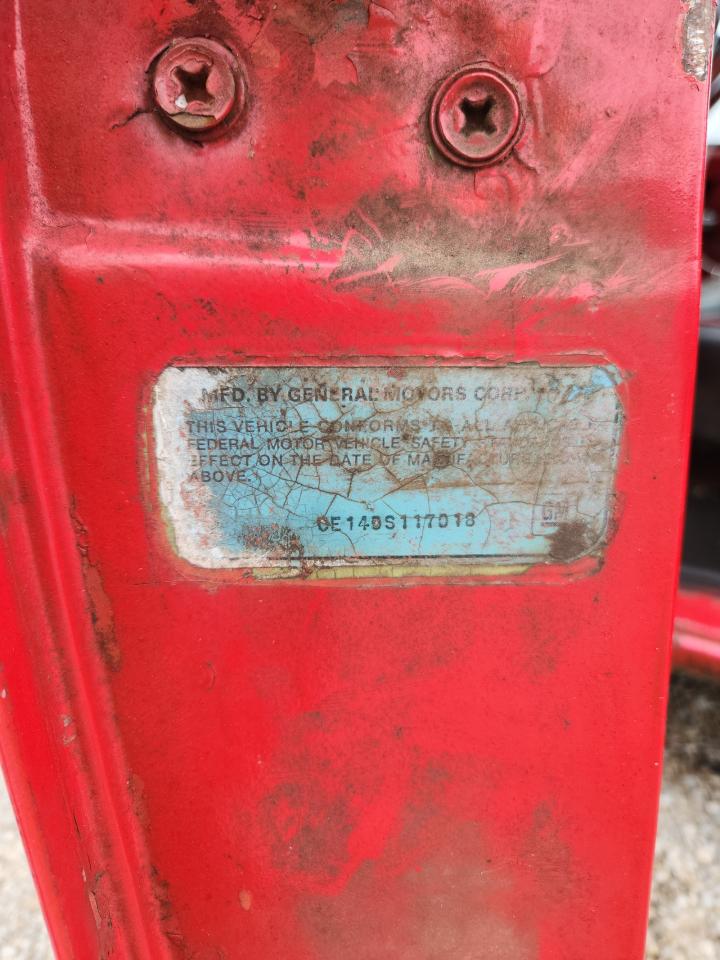 MFD. BY GENERAL MOTORS CORP
THIS VEHICLE CONFORMS TO ALL
FEDERAL MOTOR VEHICLE SAFETY
EFFECT ON THE DATE OF
ABOVE.
CE140S117018
GM